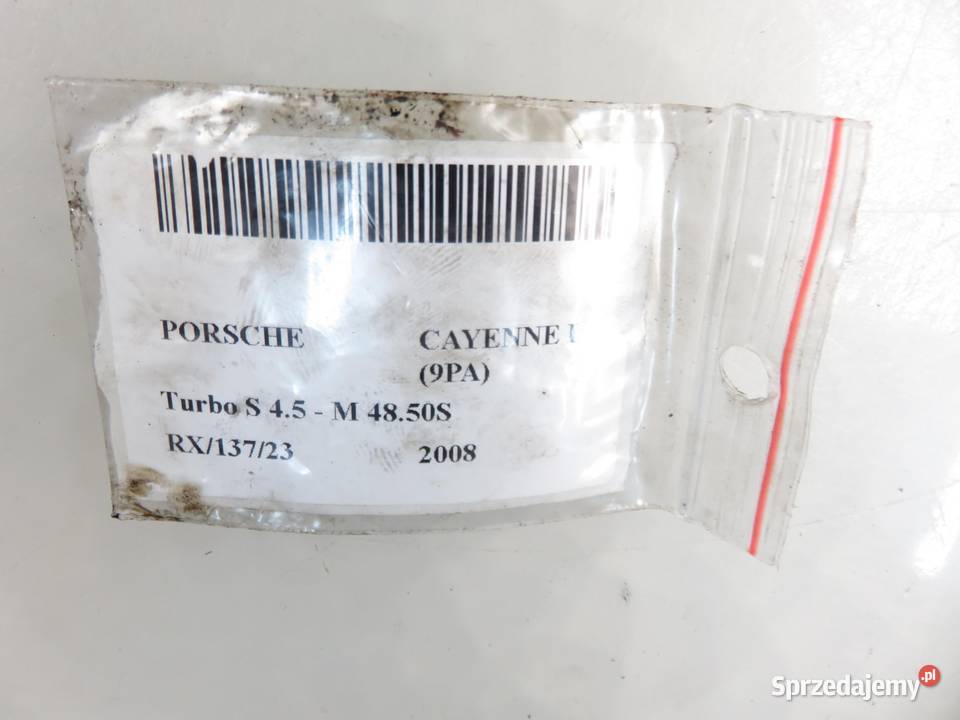 PORSCHE CAYENNE I
(9PA)
Turbo S 4.5 - M 48.50S
RX/137/23 2008
Sprzedajemy.pl